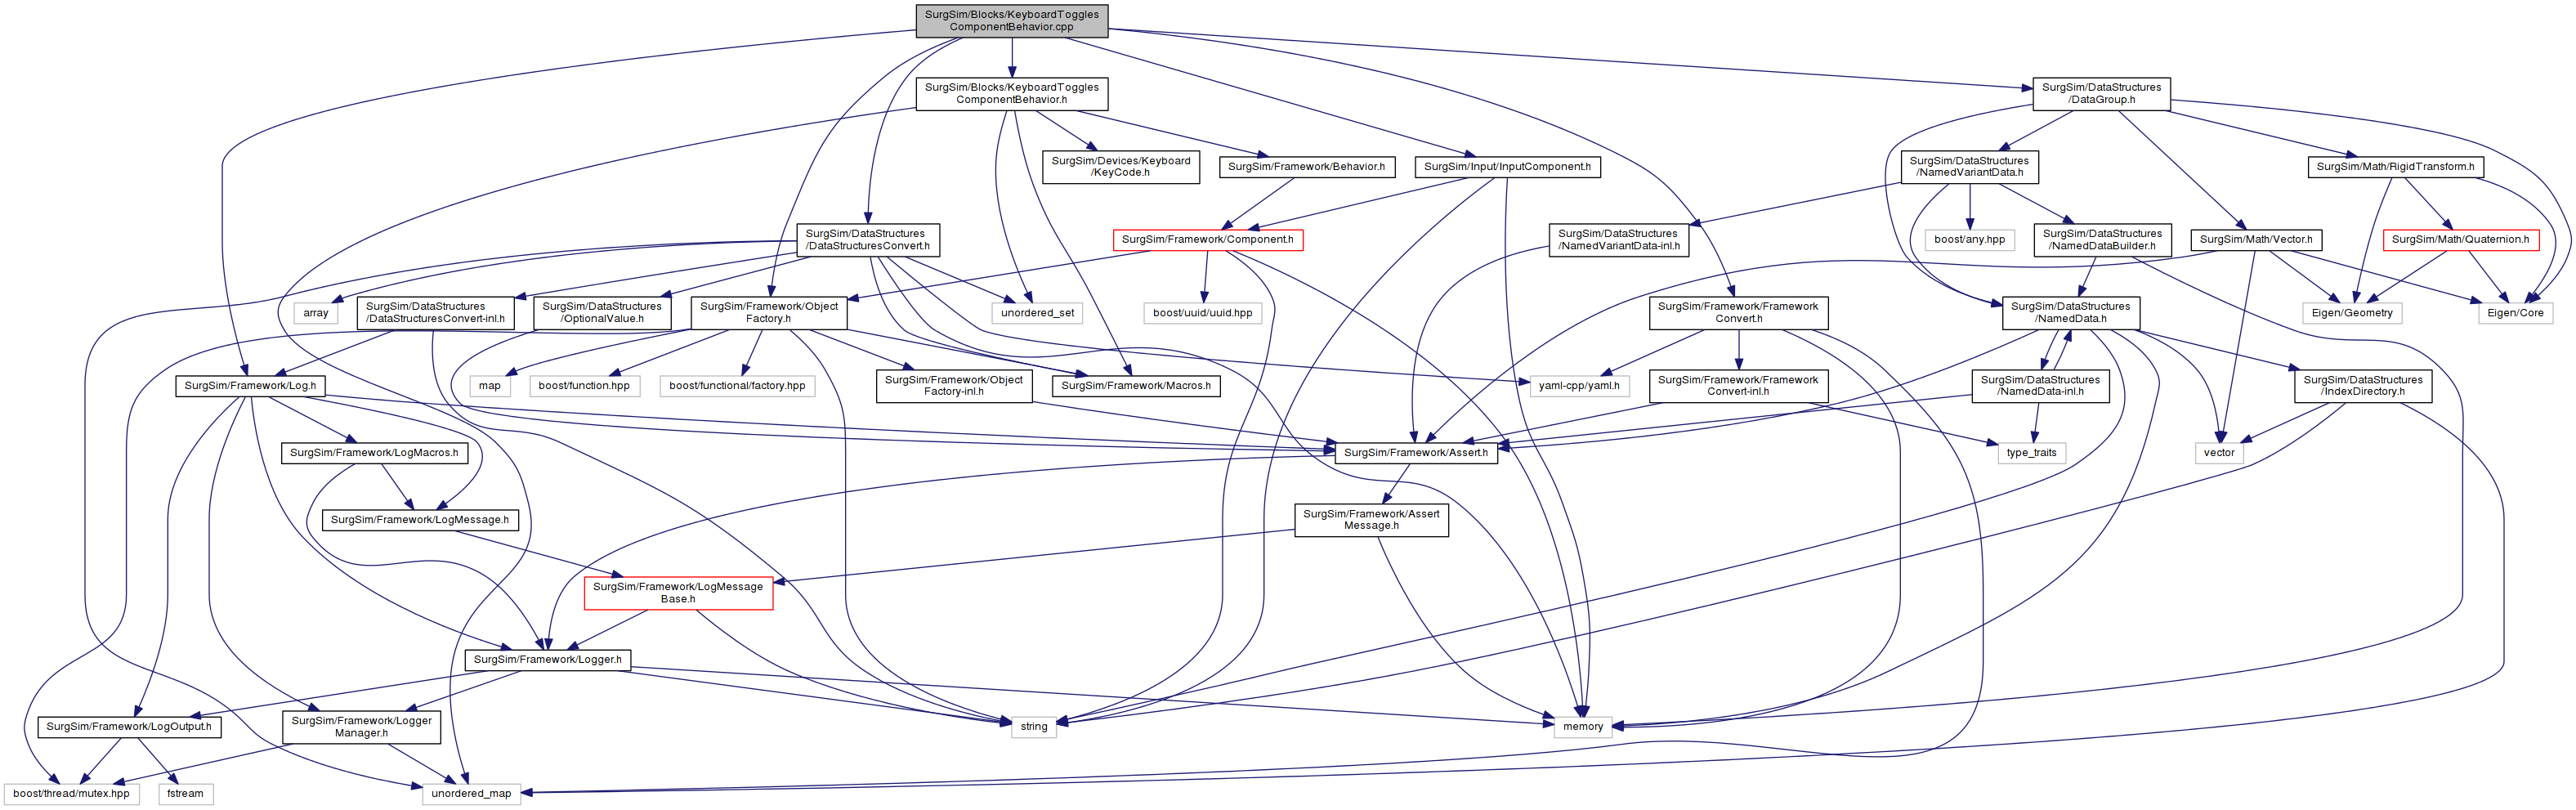 SurgSim/Blocks/KeyboardToggles
ComponentBehavior.cpp
SurgSim/Blocks/KeyboardToggles
ComponentBehavior.h
SurgSim/DataStructures
/DataGroup.h
SurgSim/Devices/Keyboard
/KeyCode.h
SurgSim/Framework/Behavior.h
SurgSim/Input/InputComponent.h
SurgSim/DataStructures
/NamedVariantData.h
SurgSim/Math/RigidTransform.h
SurgSim/DataStructures
/DataStructuresConvert.h
SurgSim/Framework/Component.h
SurgSim/DataStructures
/NamedVariantData-inl.h
boost/any.hpp
SurgSim/DataStructures
/NamedDataBuilder.h
SurgSim/Math/Vector.h
SurgSim/Math/Quaternion.h
array
SurgSim/DataStructures
/DataStructuresConvert-inl.h
SurgSim/DataStructures
/OptionalValue.h
SurgSim/Framework/Object
Factory.h
unordered_set
boost/uuid/uuid.hpp
SurgSim/Framework/Framework
Convert.h
SurgSim/DataStructures
/NamedData.h
Eigen/Geometry
Eigen/Core
SurgSim/Framework/Log.h
map
boost/function.hpp
boost/functional/factory.hpp
SurgSim/Framework/Object
Factory-inl.h
SurgSim/Framework/Macros.h
yaml-cpp/yaml.h
SurgSim/Framework/Framework
Convert-inl.h
SurgSim/DataStructures
/NamedData-inl.h
SurgSim/DataStructures
/IndexDirectory.h
SurgSim/Framework/LogMacros.h
SurgSim/Framework/Assert.h
type_traits
vector
SurgSim/Framework/LogMessage.h
SurgSim/Framework/Assert
Message.h
SurgSim/Framework/LogMessage
Base.h
SurgSim/Framework/Logger.h
SurgSim/Framework/LogOutput.h
SurgSim/Framework/Logger
Manager.h
string
memory
boost/thread/mutex.hpp
fstream
unordered_map